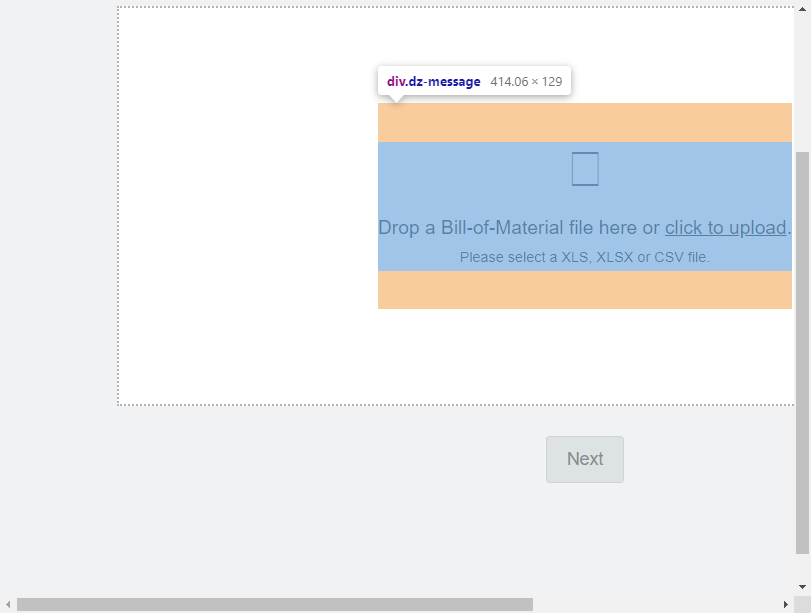 div.dz-message 414.06 × 129
Drop a Bill-of-Material file here or click to upload.
Please select a XLS, XLSX or CSV file.
Next